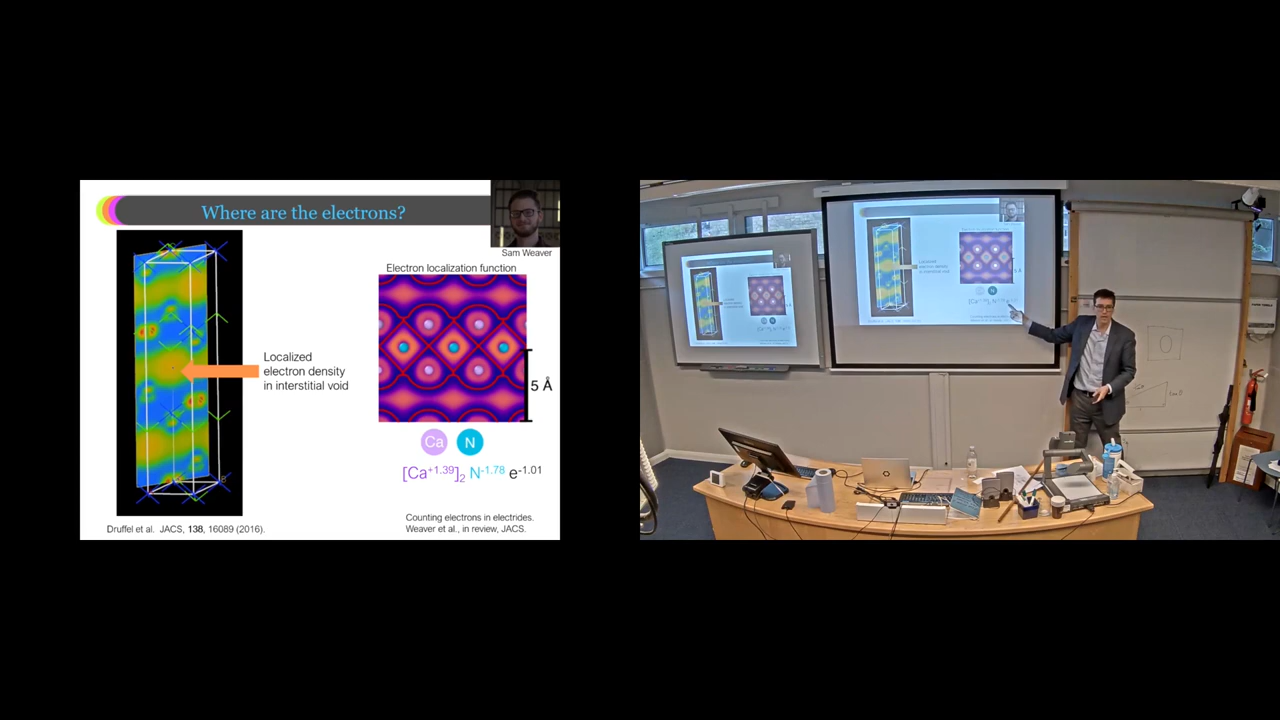 Where are the electrons?
Sam Weaver
Electron localization function
Localized
electron density
in interstitial void
5 Å
Ca N
[Ca+1.39]2 N-1.78 e-1.01
Counting electrons in electrides.
Weaver et al., in review, JACS.
Druffel et al. JACS, 138, 16089 (2016).